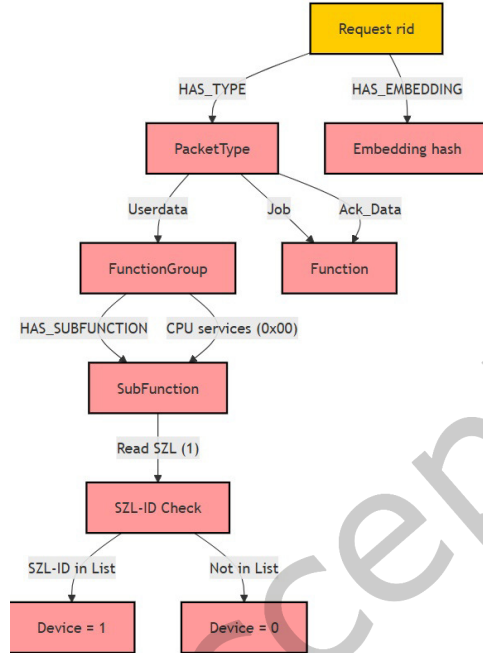 Request rid
HAS_TYPE
HAS_EMBEDDING
PacketType
Embedding hash
Userdata
Job
Ack_Data
FunctionGroup
Function
HAS_SUBFUNCTION
CPU services (0x00)
SubFunction
Read SZL (1)
SZL-ID Check
SZL-ID in List
Not in List
Device = 1
Device = 0